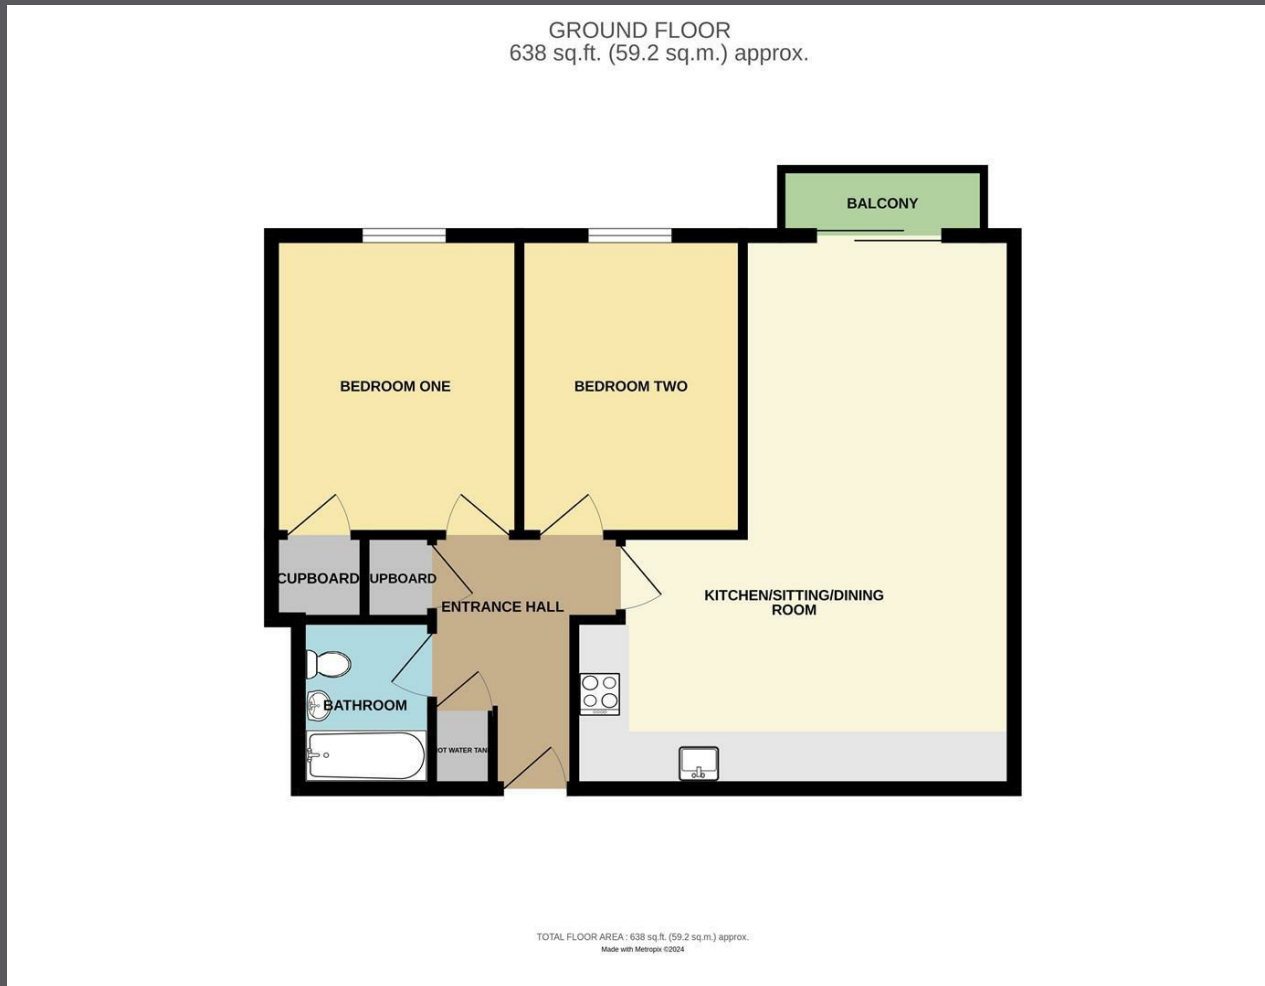 GROUND FLOOR
638 sq.ft. (59.2 sq.m.) approx.
BALCONY
BEDROOM ONE
BEDROOM TWO
CUPBOARD
UPBOARD
ENTRANCE HALL
KITCHEN/SITTING/DINING
ROOM
BATHROOM
OT WATER TAN
TOTAL FLOOR AREA : 638 sq.ft. (59.2 sq.m.) approx.
Made with Metropix ©2024